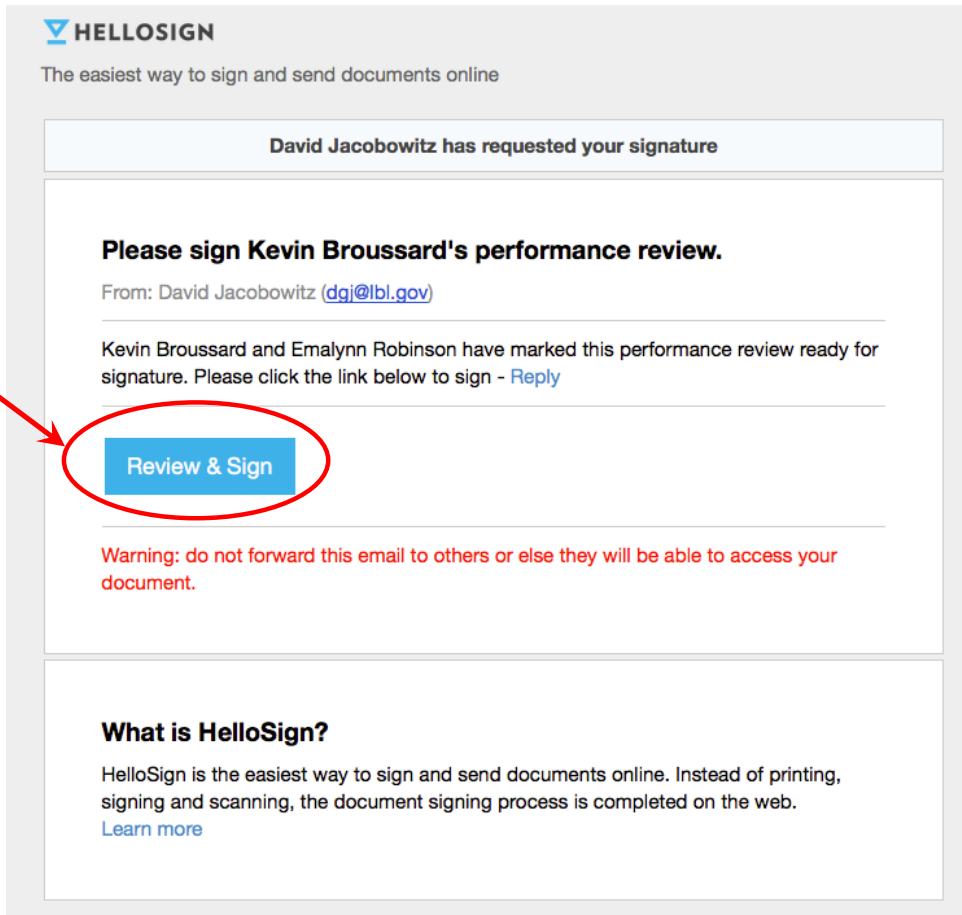 HELLOSIGN
The easiest way to sign and send documents online
David Jacobowitz has requested your signature
Please sign Kevin Broussard's performance review.
From: David Jacobowitz (dgj@lbl.gov)
Kevin Broussard and Emalynn Robinson have marked this performance review ready for
signature. Please click the link below to sign - Reply
Review & Sign
Warning: do not forward this email to others or else they will be able to access your
document.
What is HelloSign?
HelloSign is the easiest way to sign and send documents online. Instead of printing,
signing and scanning, the document signing process is completed on the web.
Learn more